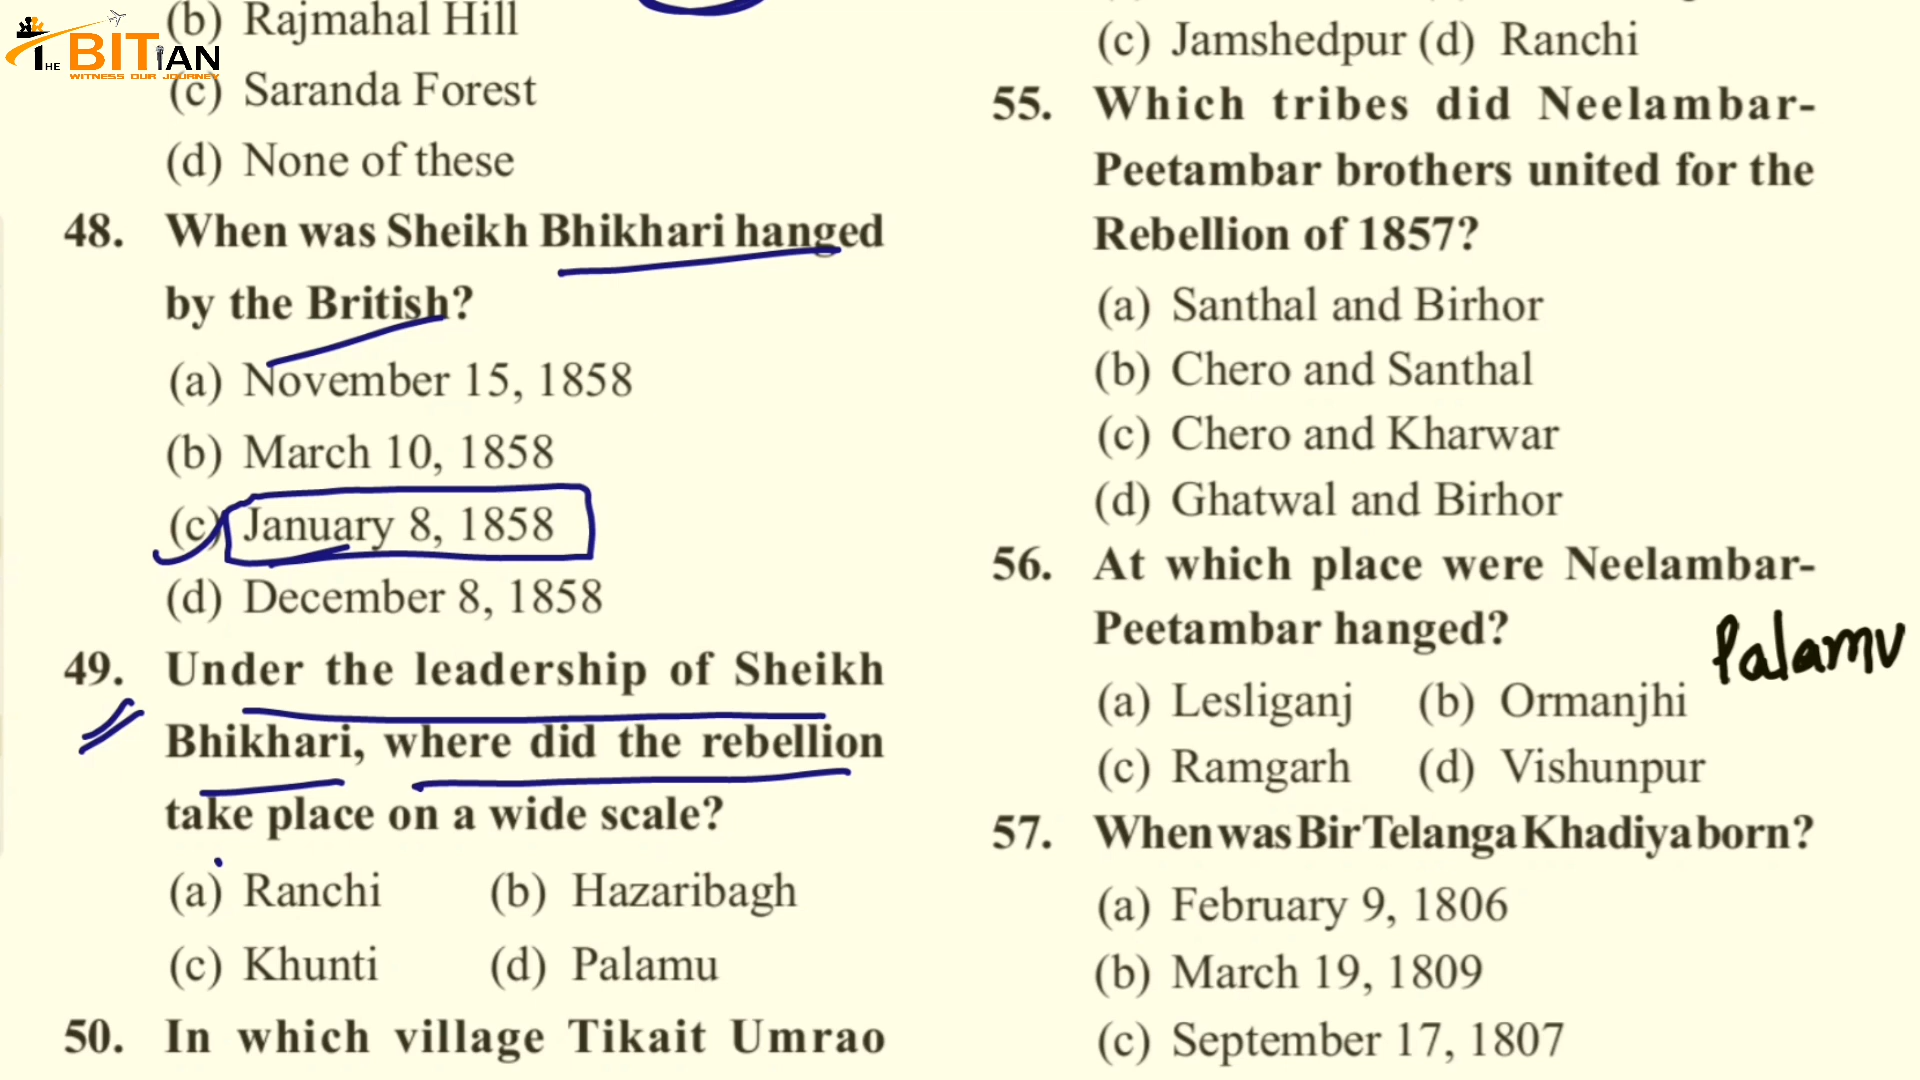 THE BITIAN
WITNESS OUR JOURNEY
(b) Rajmahal Hill
(c) Saranda Forest
(d) None of these
48. When was Sheikh Bhikhari hanged
by the British?
(a) November 15, 1858
(b) March 10, 1858
(c) January 8, 1858
(d) December 8, 1858
49. Under the leadership of Sheikh
Bhikhari, where did the rebellion
take place on a wide scale?
(a) Ranchi (b) Hazaribagh
(c) Khunti (d) Palamu
50. In which village Tikait Umrao
(c) Jamshedpur (d) Ranchi
55. Which tribes did Neelambar-
Peetambar brothers united for the
Rebellion of 1857?
(a) Santhal and Birhor
(b) Chero and Santhal
(c) Chero and Kharwar
(d) Ghatwal and Birhor
56. At which place were Neelambar-
Peetambar hanged?
Palamu
(a) Lesliganj (b) Ormanjhi
(c) Ramgarh (d) Vishunpur
57. When was Bir Telanga Khadiya born?
(a) February 9, 1806
(b) March 19, 1809
(c) September 17, 1807